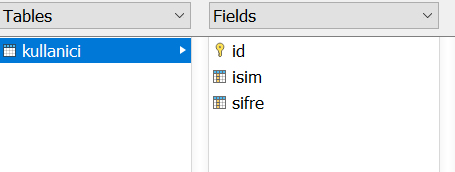 Tables
Fields
kullanici
id
isim
sifre